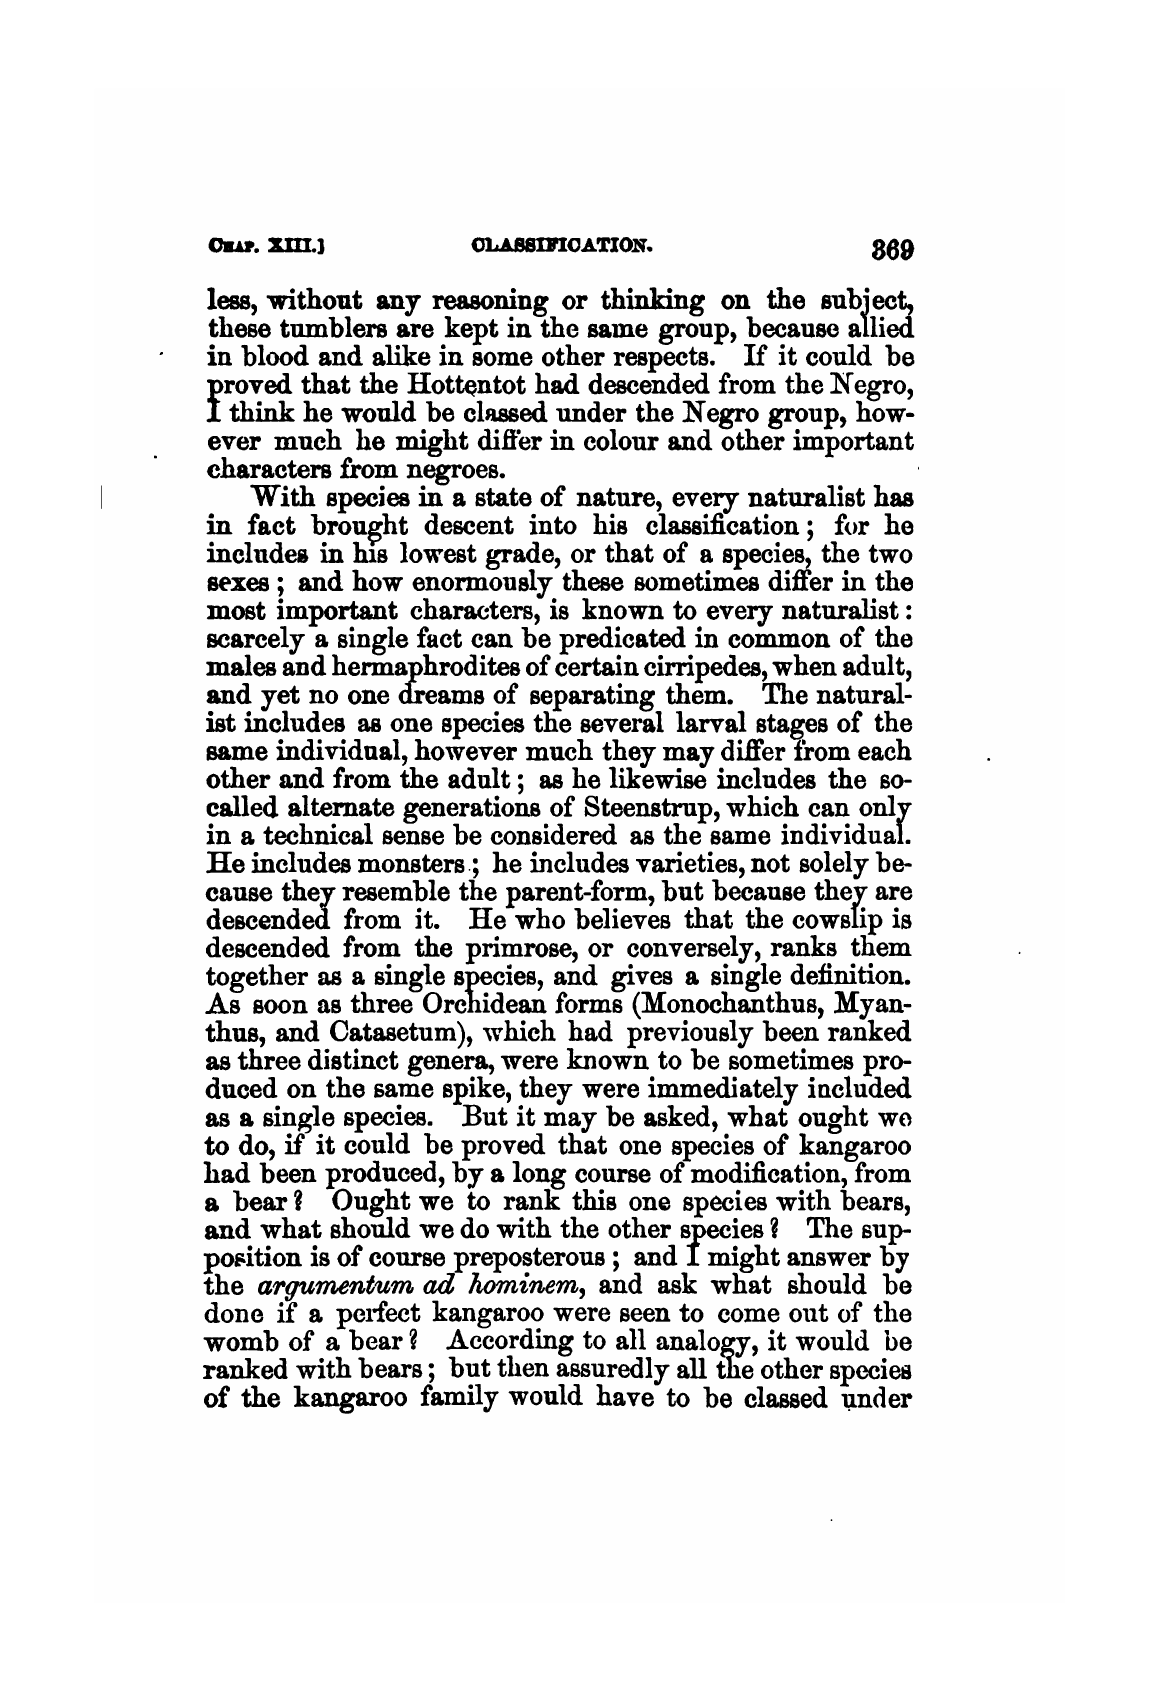 CHAP. XIII.] CLASSIFICATION. 369
less, without any reasoning or thinking on the subject,
these tumblers are kept in the same group, because allied
in blood and alike in some other respects. If it could be
proved that the Hottentot had descended from the Negro,
I think he would be classed under the Negro group, how-
ever much he might differ in colour and other important
characters from negroes.
With species in a state of nature, every naturalist has
in fact brought descent into his classification ; for he
includes in his lowest grade, or that of a species, the two
sexes ; and how enormously these sometimes differ in the
most important characters, is known to every naturalist :
scarcely a single fact can be predicated in common of the
males and hermaphrodites of certain cirripedes, when adult,
and yet no one dreams of separating them. The natural-
ist includes as one species the several larval stages of the
same individual, however much they may differ from each
other and from the adult ; as he likewise includes the so-
called alternate generations of Steenstrup, which can only
in a technical sense be considered as the same individual.
He includes monsters ; he includes varieties, not solely be-
cause they resemble the parent-form, but because they are
descended from it. He who believes that the cowslip is
descended from the primrose, or conversely, ranks them
together as a single species, and gives a single definition.
As soon as three Orchidean forms (Monochanthus, Myan-
thus, and Catasetum), which had previously been ranked
as three distinct genera, were known to be sometimes pro-
duced on the same spike, they were immediately included
as a single species. But it may be asked, what ought we
to do, if it could be proved that one species of kangaroo
had been produced, by a long course of modification, from
a bear ? Ought we to rank this one species with bears,
and what should we do with the other species ? The sup-
position is of course preposterous ; and I might answer by
the argumentum ad hominem, and ask what should be
done if a perfect kangaroo were seen to come out of the
womb of a bear ? According to all analogy, it would be
ranked with bears ; but then assuredly all the other species
of the kangaroo family would have to be classed under